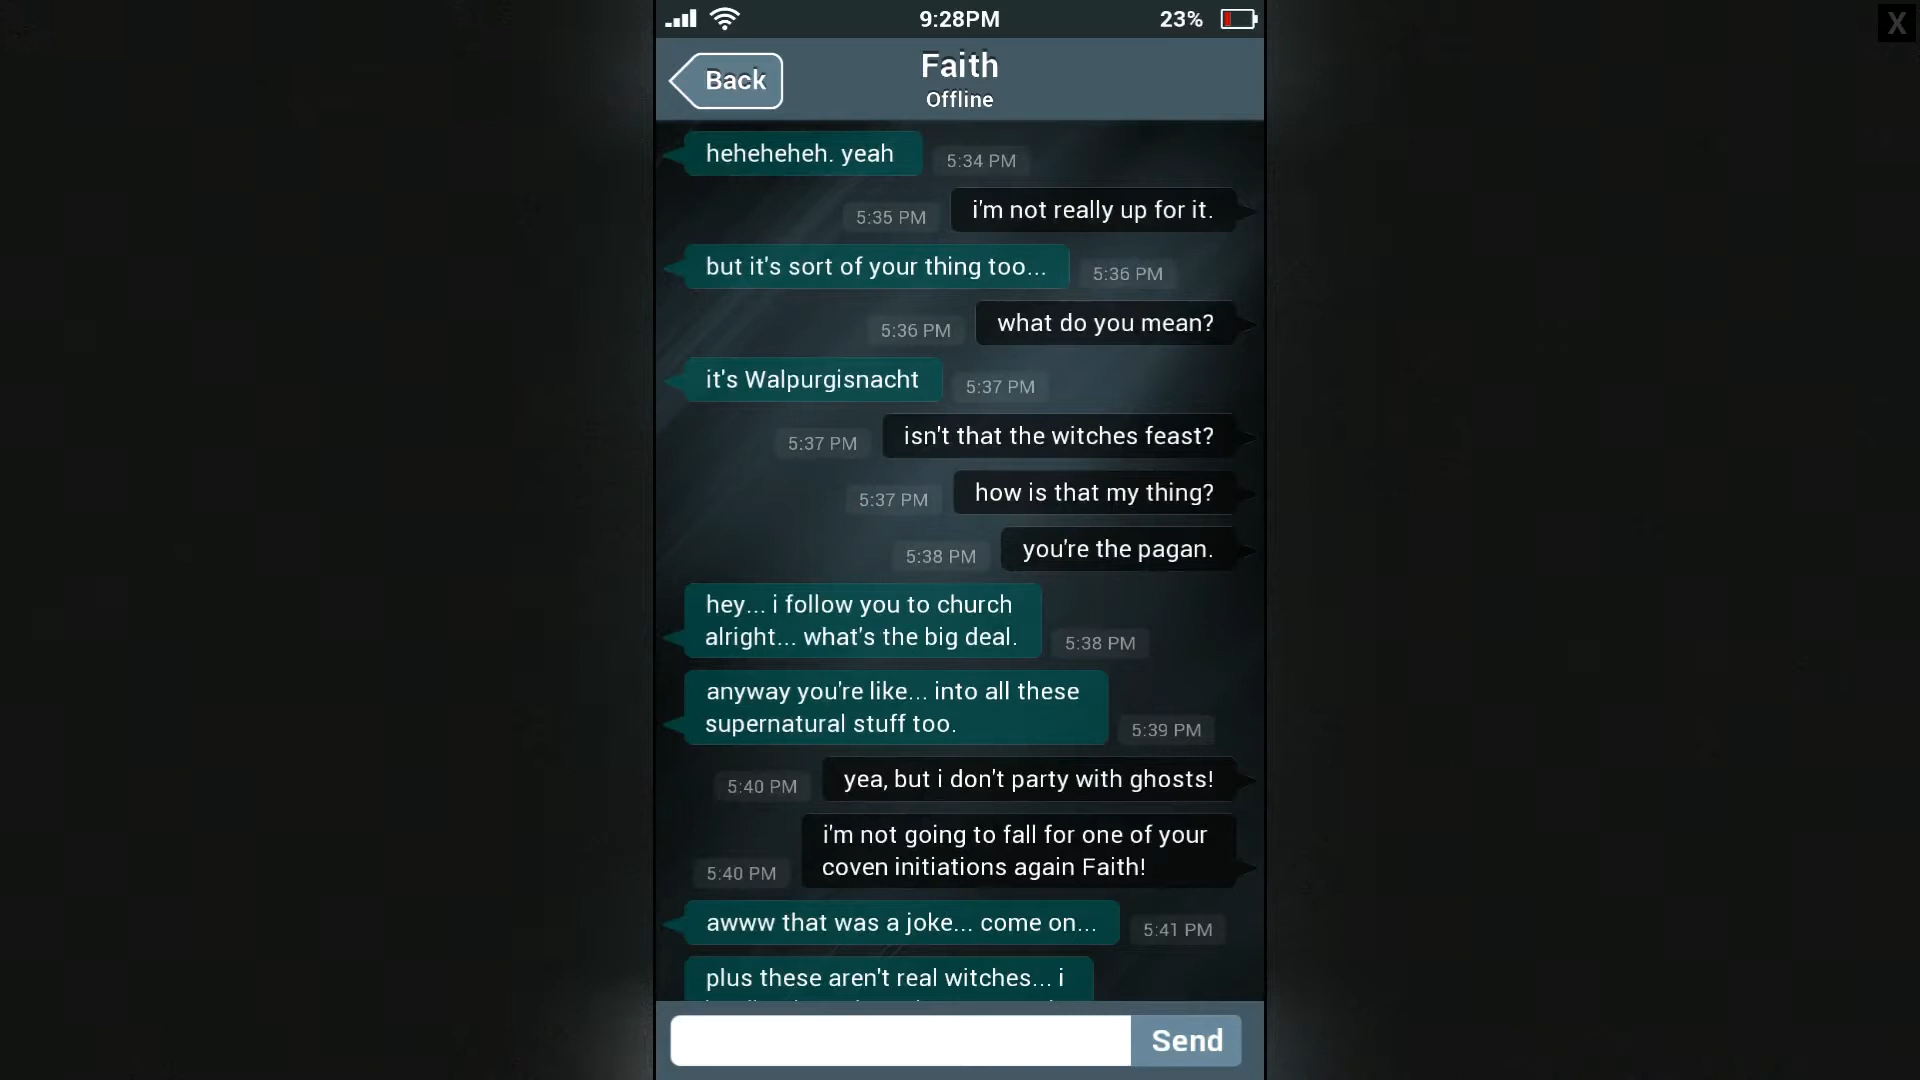 9:28PM
23%
X
Back
Faith
Offline
heheheheh. yeah
5:34 PM
i'm not really up for it.
5:35 PM
but it's sort of your thing too...
5:36 PM
what do you mean?
5:36 PM
it's Walpurgisnacht
5:37 PM
isn't that the witches feast?
5:37 PM
how is that my thing?
5:37 PM
you're the pagan.
5:38 PM
hey... i follow you to church
alright... what's the big deal.
5:38 PM
anyway you're like... into all these
supernatural stuff too.
5:39 PM
yea, but i don't party with ghosts!
5:40 PM
i'm not going to fall for one of your
coven initiations again Faith!
5:40 PM
awww that was a joke... come on...
5:41 PM
plus these aren't real witches... i
Send